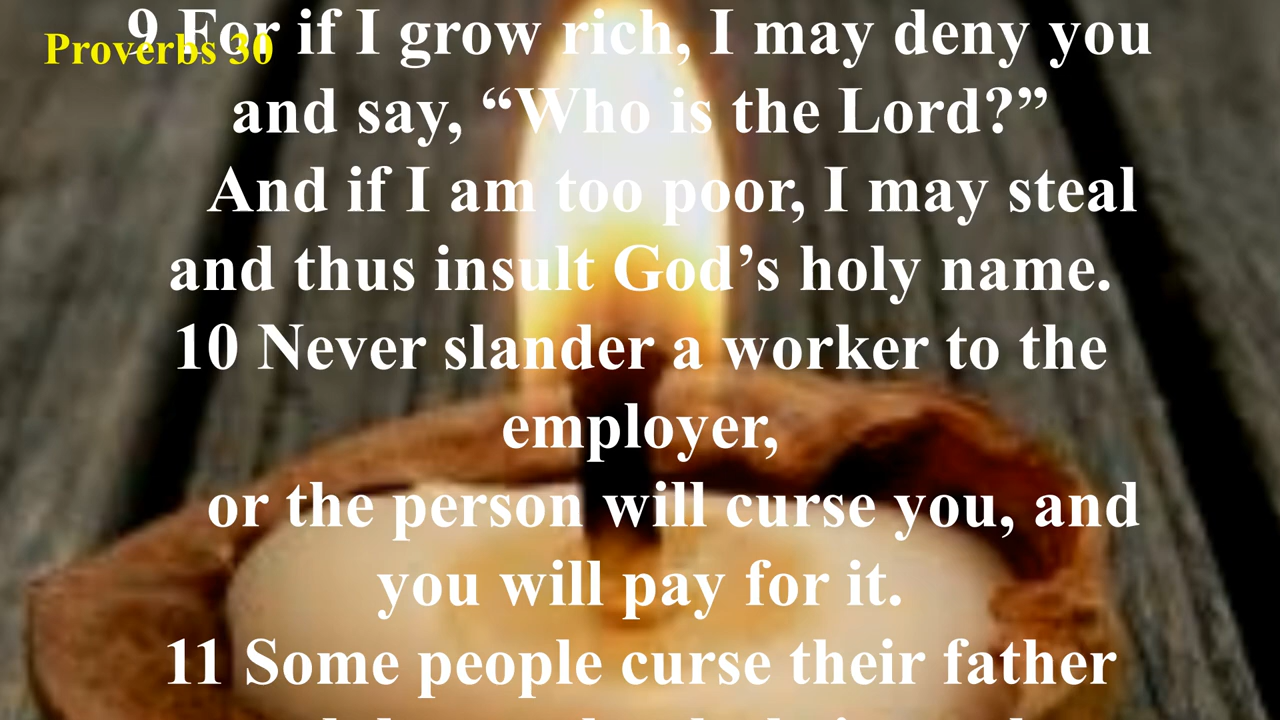 Proverbs 30
9 For if I grow rich, I may deny you
and say, “Who is the Lord?”
And if I am too poor, I may steal
and thus insult God’s holy name.
10 Never slander a worker to the
employer,
or the person will curse you, and
you will pay for it.
11 Some people curse their father